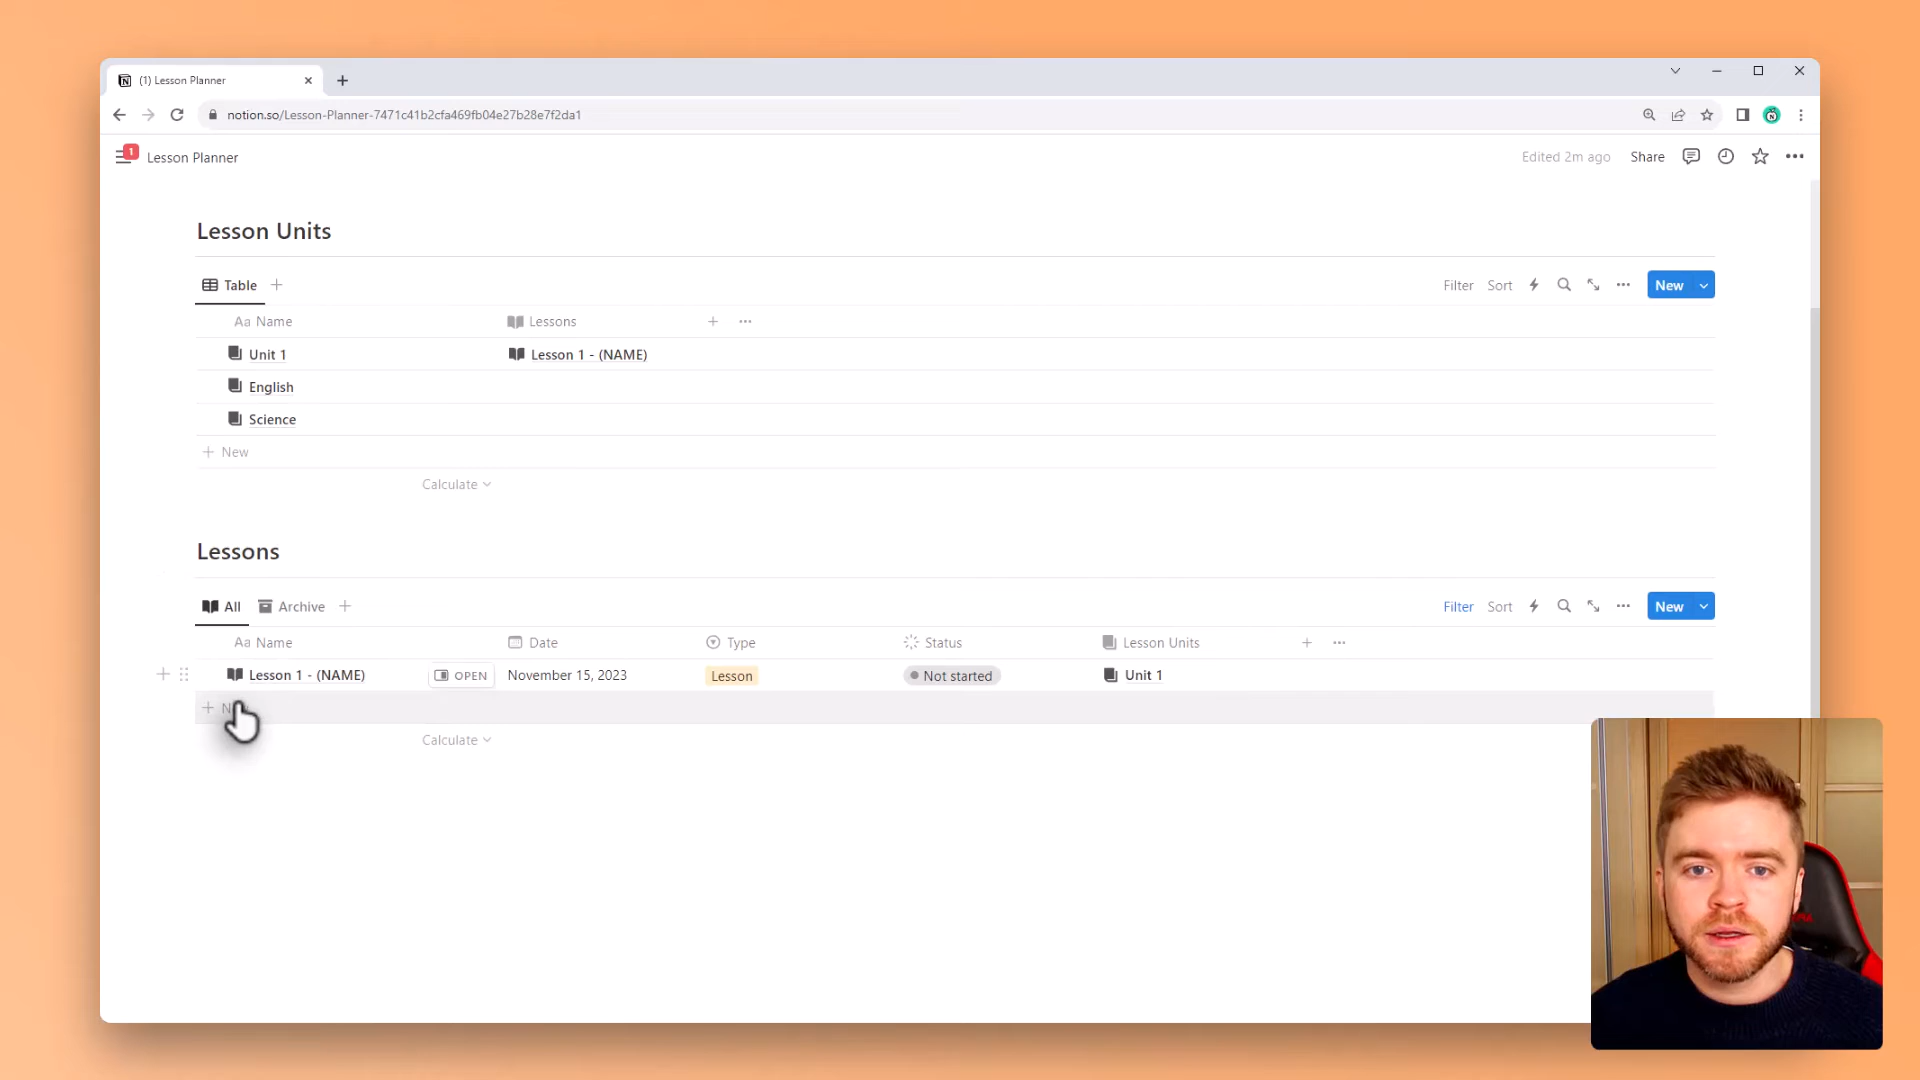 (1) Lesson Planner
notion.so/Lesson-Planner-7471c41b2cfa469fb04e27b28e7f2da1
1
Lesson Planner
Edited 2m ago
Share
Lesson Units
Table
Filter
Sort
New
Aa Name
Lessons
Unit 1
Lesson 1 - (NAME)
English
Science
New
Calculate
Lessons
All
Archive
Filter
Sort
New
Aa Name
Date
Type
Status
Lesson Units
Lesson 1 - (NAME)
OPEN
November 15, 2023
Lesson
Not started
Unit 1
Calculate